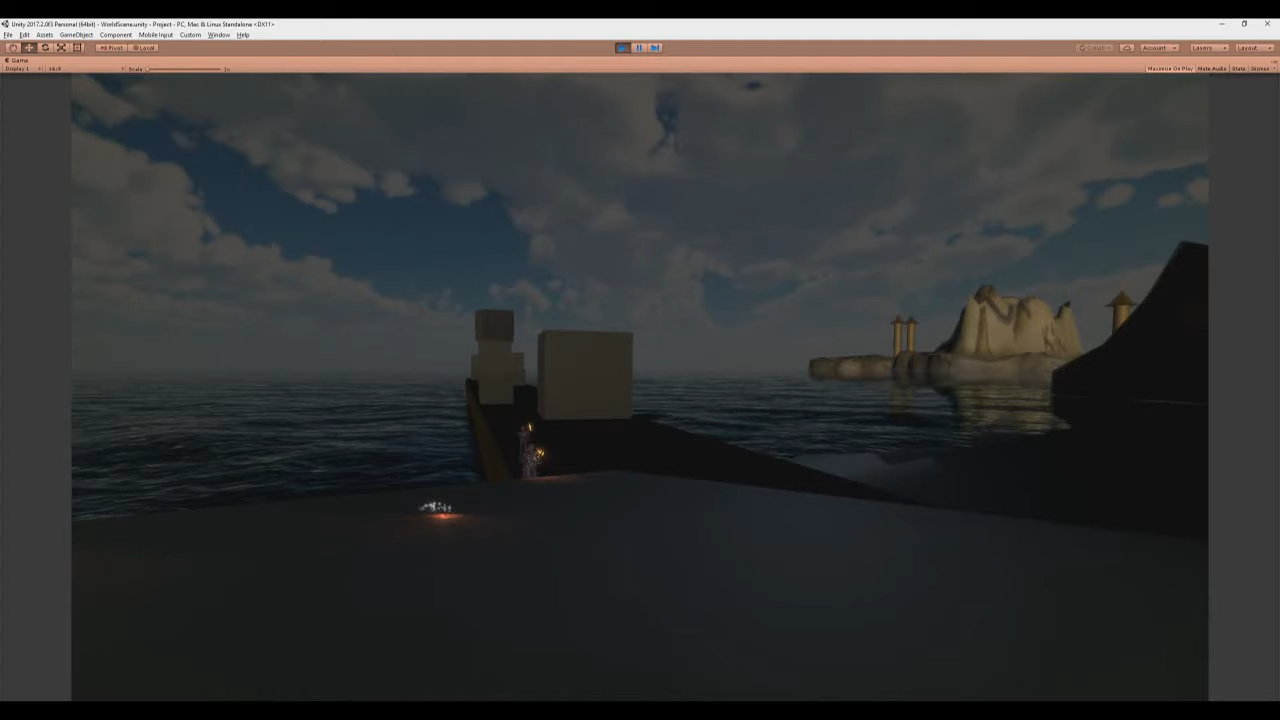 Unity 2017.2.0f3 Personal (64bit) - WorldScene.unity - Project - PC, Mac & Linux Standalone <DX11>
File Edit Assets GameObject Component Mobile Input Custom Window Help
Pivot Local Collab Account Layers Layout
Game
Display 1 16:9 Scale 1x Maximize On Play Mute Audio Stats Gizmos